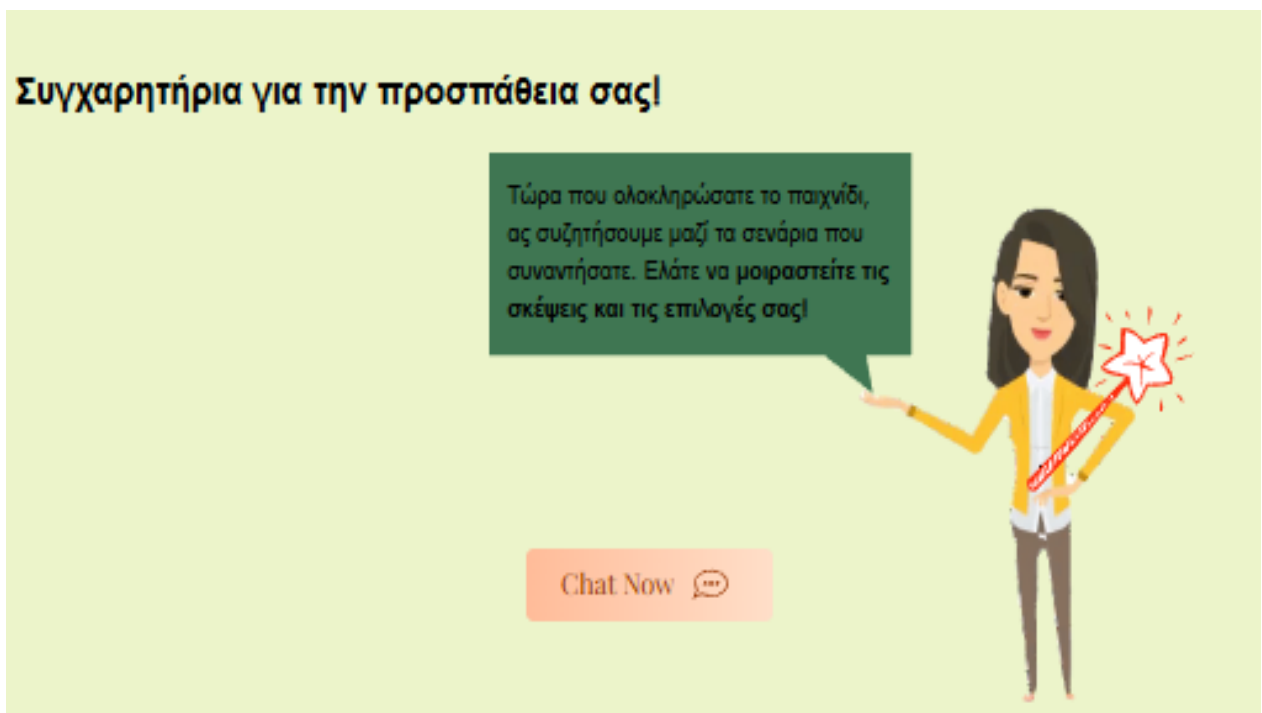 Συγχαρητήρια για την προσπάθεια σας!
Τώρα που ολοκληρώσατε το παιχνίδι,
ας συζητήσουμε μαζί τα σενάρια που
συναντήσατε. Ελάτε να μοιραστείτε τις
σκέψεις και τις επιλογές σας!
Chat Now